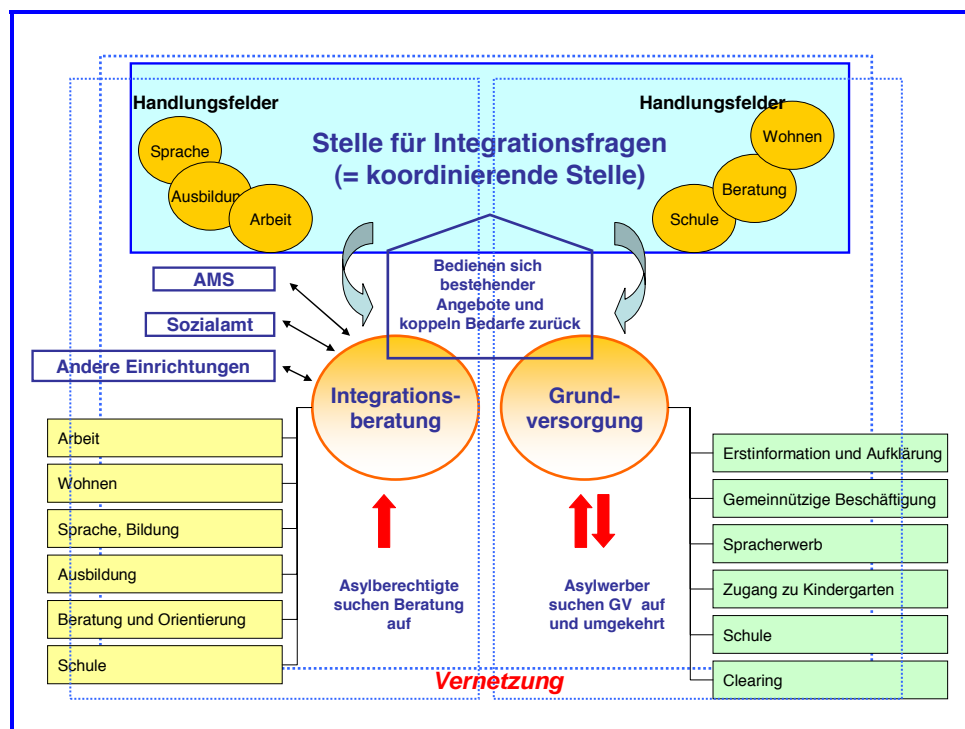 Handlungsfelder
Handlungsfelder
Stelle für Integrationsfragen
(= koordinierende Stelle)
Sprache
Ausbildung
Arbeit
Wohnen
Beratung
Schule
Bedienen sich
bestehender
Angebote und
koppeln Bedarfe zurück
AMS
Sozialamt
Andere Einrichtungen
Integrations-
beratung
Grund-
versorgung
Arbeit
Wohnen
Sprache, Bildung
Ausbildung
Beratung und Orientierung
Schule
Erstinformation und Aufklärung
Gemeinnützige Beschäftigung
Spracherwerb
Zugang zu Kindergarten
Schule
Clearing
Asylberechtigte
suchen Beratung
auf
Asylwerber
suchen GV auf
und umgekehrt
Vernetzung